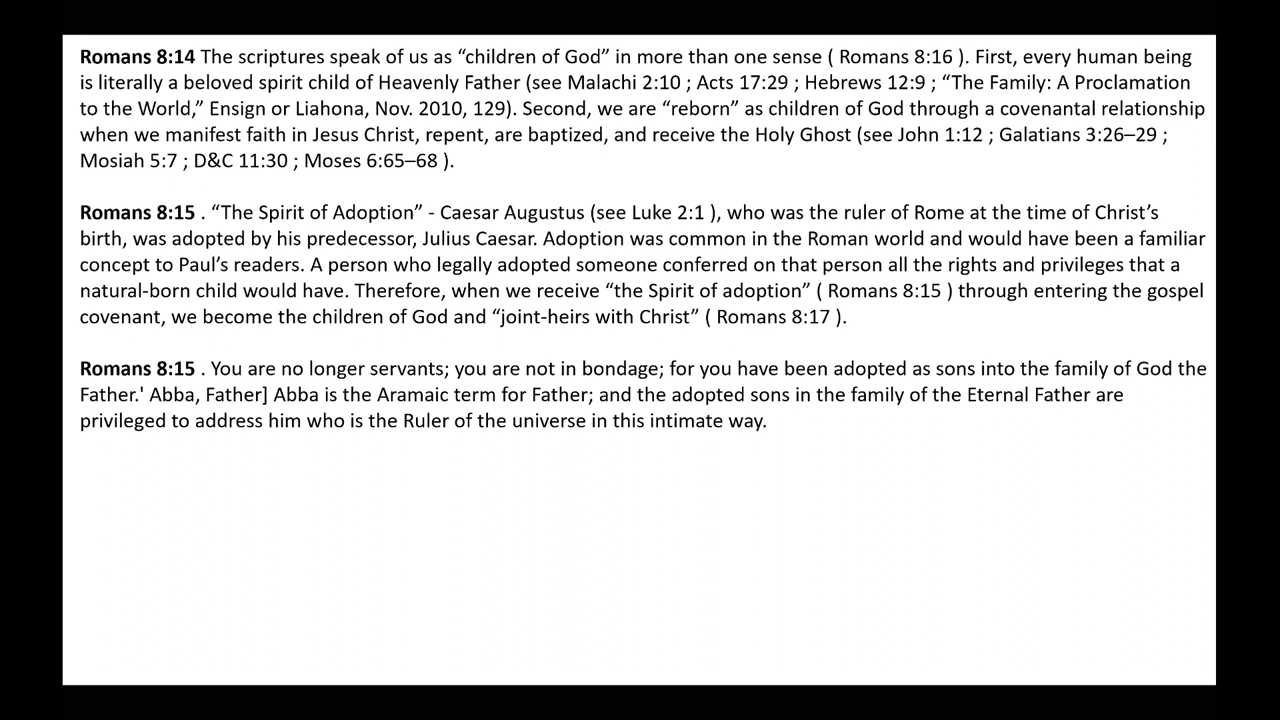 Romans 8:14 The scriptures speak of us as “children of God” in more than one sense ( Romans 8:16 ). First, every human being
is literally a beloved spirit child of Heavenly Father (see Malachi 2:10 ; Acts 17:29 ; Hebrews 12:9 ; “The Family: A Proclamation
to the World,” Ensign or Liahona, Nov. 2010, 129). Second, we are “reborn” as children of God through a covenantal relationship
when we manifest faith in Jesus Christ, repent, are baptized, and receive the Holy Ghost (see John 1:12 ; Galatians 3:26–29 ;
Mosiah 5:7 ; D&C 11:30 ; Moses 6:65–68 ).
Romans 8:15 . “The Spirit of Adoption” - Caesar Augustus (see Luke 2:1 ), who was the ruler of Rome at the time of Christ’s
birth, was adopted by his predecessor, Julius Caesar. Adoption was common in the Roman world and would have been a familiar
concept to Paul’s readers. A person who legally adopted someone conferred on that person all the rights and privileges that a
natural-born child would have. Therefore, when we receive “the Spirit of adoption” ( Romans 8:15 ) through entering the gospel
covenant, we become the children of God and “joint-heirs with Christ” ( Romans 8:17 ).
Romans 8:15 . You are no longer servants; you are not in bondage; for you have been adopted as sons into the family of God the
Father.' Abba, Father] Abba is the Aramaic term for Father; and the adopted sons in the family of the Eternal Father are
privileged to address him who is the Ruler of the universe in this intimate way.